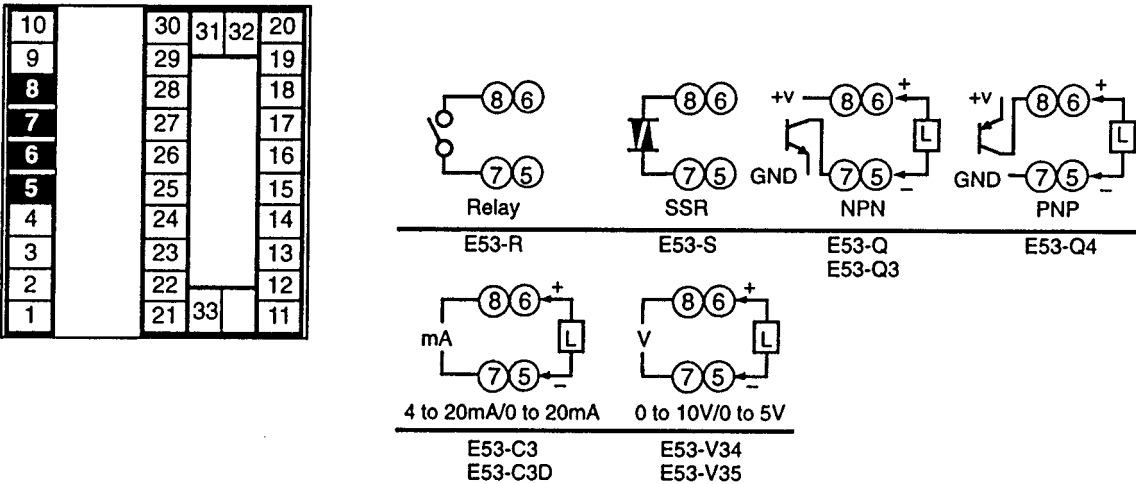 10 30 31 32 20
9 29 19
8 28 18
7 27 17
6 26 16
5 25 15
4 24 14
3 23 13
2 22 12
1 21 33 11
8 6
7 5
Relay
E53-R
8 6
7 5
SSR
E53-S
+v 8 6 +
L
GND 7 5 –
NPN
E53-Q
E53-Q3
+v 8 6 +
L
GND 7 5 –
PNP
E53-Q4
8 6 +
mA L
7 5 –
4 to 20mA/0 to 20mA
E53-C3
E53-C3D
8 6 +
V L
7 5 –
0 to 10V/0 to 5V
E53-V34
E53-V35